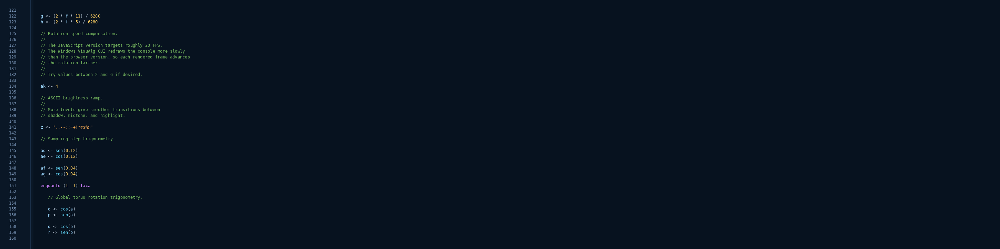 121
122 g <- (2 * f * 11) / 6280
123 h <- (2 * f * 5) / 6280
124
125 // Rotation speed compensation.
126 //
127 // The JavaScript version targets roughly 20 FPS.
128 // The Windows VisuAlg GUI redraws the console more slowly
129 // than the browser version, so each rendered frame advances
130 // the rotation farther.
131 //
132 // Try values between 2 and 6 if desired.
133
134 ak <- 4
135
136 // ASCII brightness ramp.
137 //
138 // More levels give smoother transitions between
139 // shadow, midtone, and highlight.
140
141 z <- ".,-~:;=+!*#$%@"
142
143 // Sampling-step trigonometry.
144
145 ad <- sen(0.12)
146 ae <- cos(0.12)
147
148 af <- sen(0.04)
149 ag <- cos(0.04)
150
151 enquanto (1  1) faca
152
153    // Global torus rotation trigonometry.
154
155    o <- cos(a)
156    p <- sen(a)
157
158    q <- cos(b)
159    r <- sen(b)
160